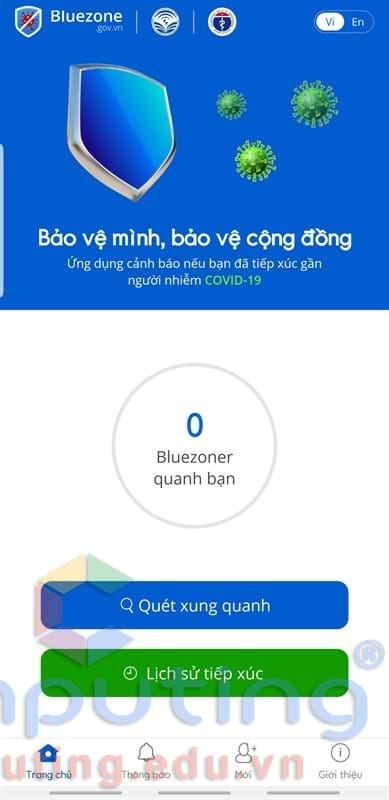 Bluezone
.gov.vn
Vi En
Bảo vệ mình, bảo vệ cộng đồng
Ứng dụng cảnh báo nếu bạn đã tiếp xúc gần
người nhiễm COVID-19
0
Bluezoner
quanh bạn
Quét xung quanh
Lịch sử tiếp xúc
mputing®
Trang chủ Thông báo Mời Giới thiệu
puting.edu.vn